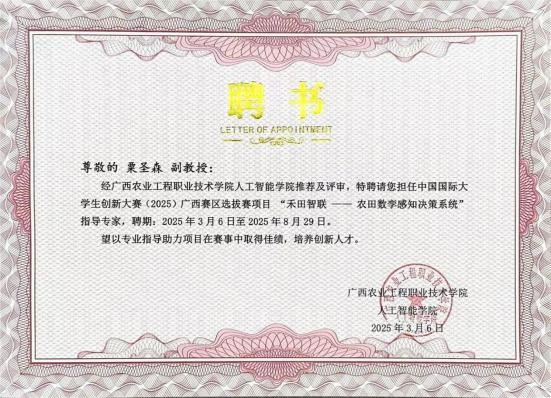 聘书
LETTER OF APPOINTMENT
尊敬的 粟圣森 副教授：
经广西农业工程职业技术学院人工智能学院推荐及评审，特聘请您担任中国国际大
学生创新大赛（2025）广西赛区选拔赛项目 “禾田智联 —— 农田数字感知决策系统”
指导专家，聘期：2025年3月6日至2025年8月29日。
望以专业指导助力项目在赛事中取得佳绩，培养创新人才。
广西农业工程职业技术学院
人工智能学院
2025年3月6日